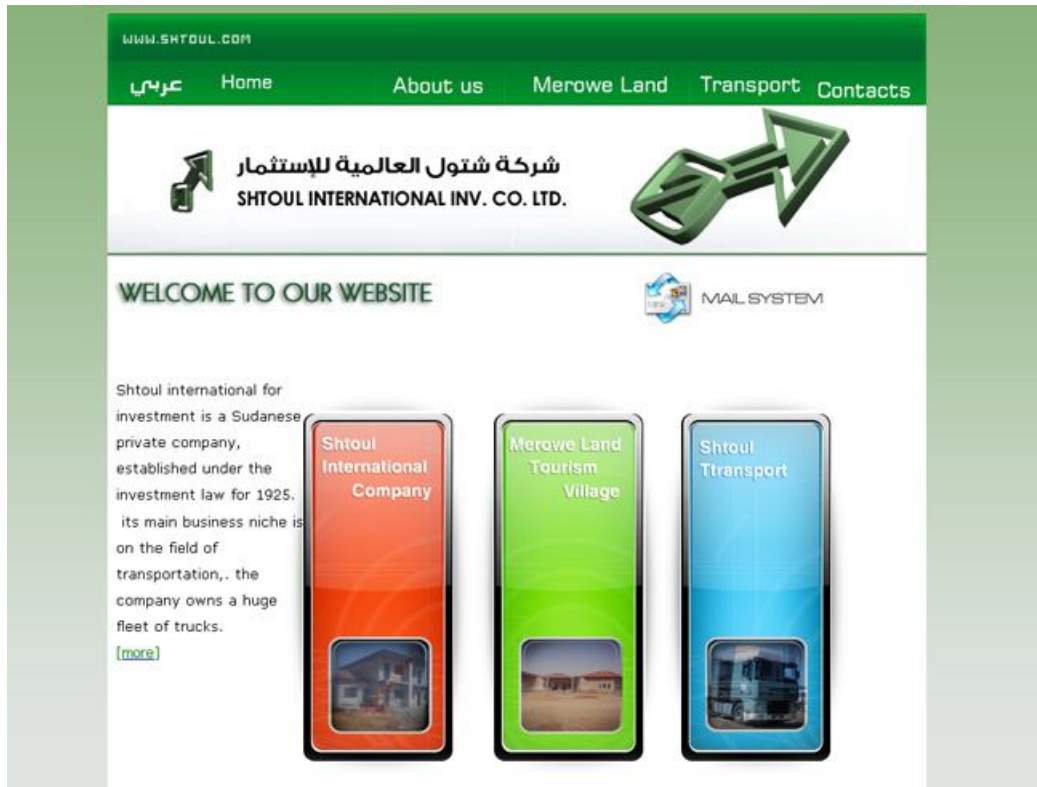 WWW.SHTOUL.COM
عربي Home About us Merowe Land Transport Contacts
شركة شتول العالمية للإستثمار
SHTOUL INTERNATIONAL INV. CO. LTD.
WELCOME TO OUR WEBSITE
MAIL SYSTEM
Shtoul international for
investment is a Sudanese
private company,
established under the
investment law for 1925.
its main business niche is
on the field of
transportation,. the
company owns a huge
fleet of trucks.
[more]
Shtoul
International
Company
Merowe Land
Tourism
Village
Shtoul
Ttransport